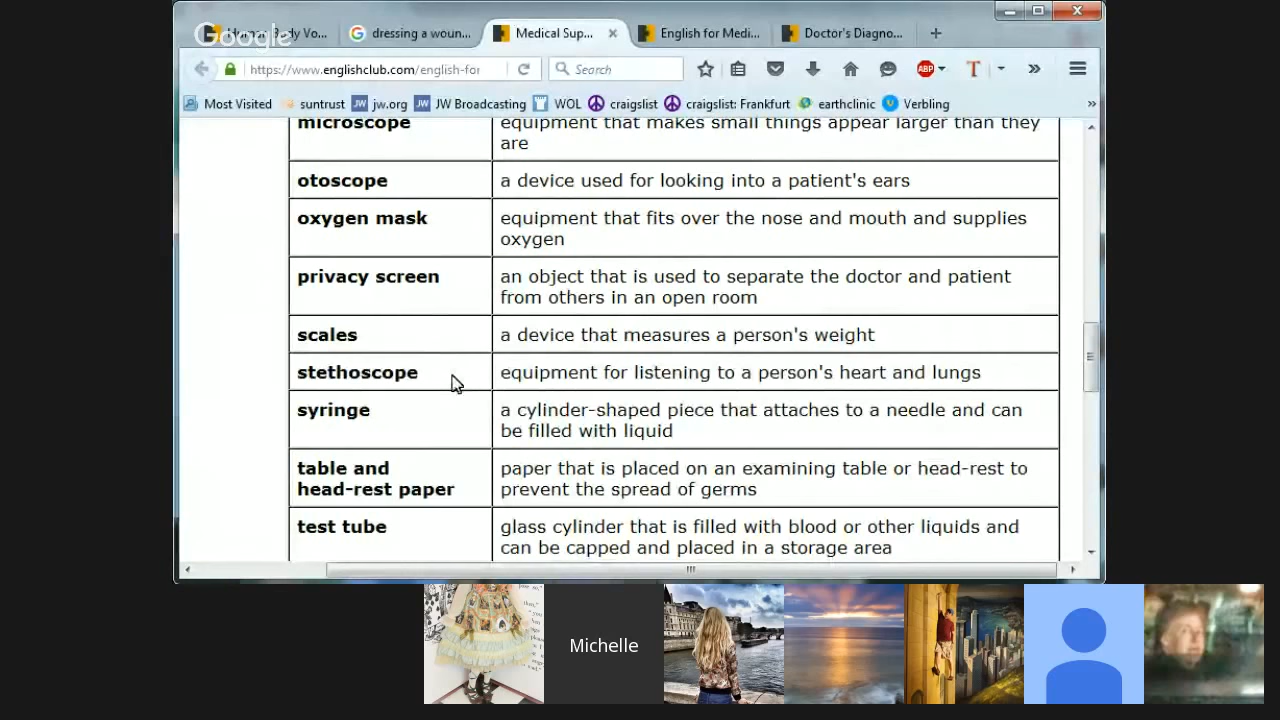 Google
Human Body Vo...
dressing a woun...
Medical Sup...
English for Medi...
Doctor's Diagno...
https://www.englishclub.com/english-for
Search
ABP
T
Most Visited
suntrust
JW jw.org
JW JW Broadcasting
WOL
craigslist
craigslist: Frankfurt
earthclinic
Verbling
microscope
equipment that makes small things appear larger than they
are
otoscope
a device used for looking into a patient's ears
oxygen mask
equipment that fits over the nose and mouth and supplies
oxygen
privacy screen
an object that is used to separate the doctor and patient
from others in an open room
scales
a device that measures a person's weight
stethoscope
equipment for listening to a person's heart and lungs
syringe
a cylinder-shaped piece that attaches to a needle and can
be filled with liquid
table and
head-rest paper
paper that is placed on an examining table or head-rest to
prevent the spread of germs
test tube
glass cylinder that is filled with blood or other liquids and
can be capped and placed in a storage area
Michelle